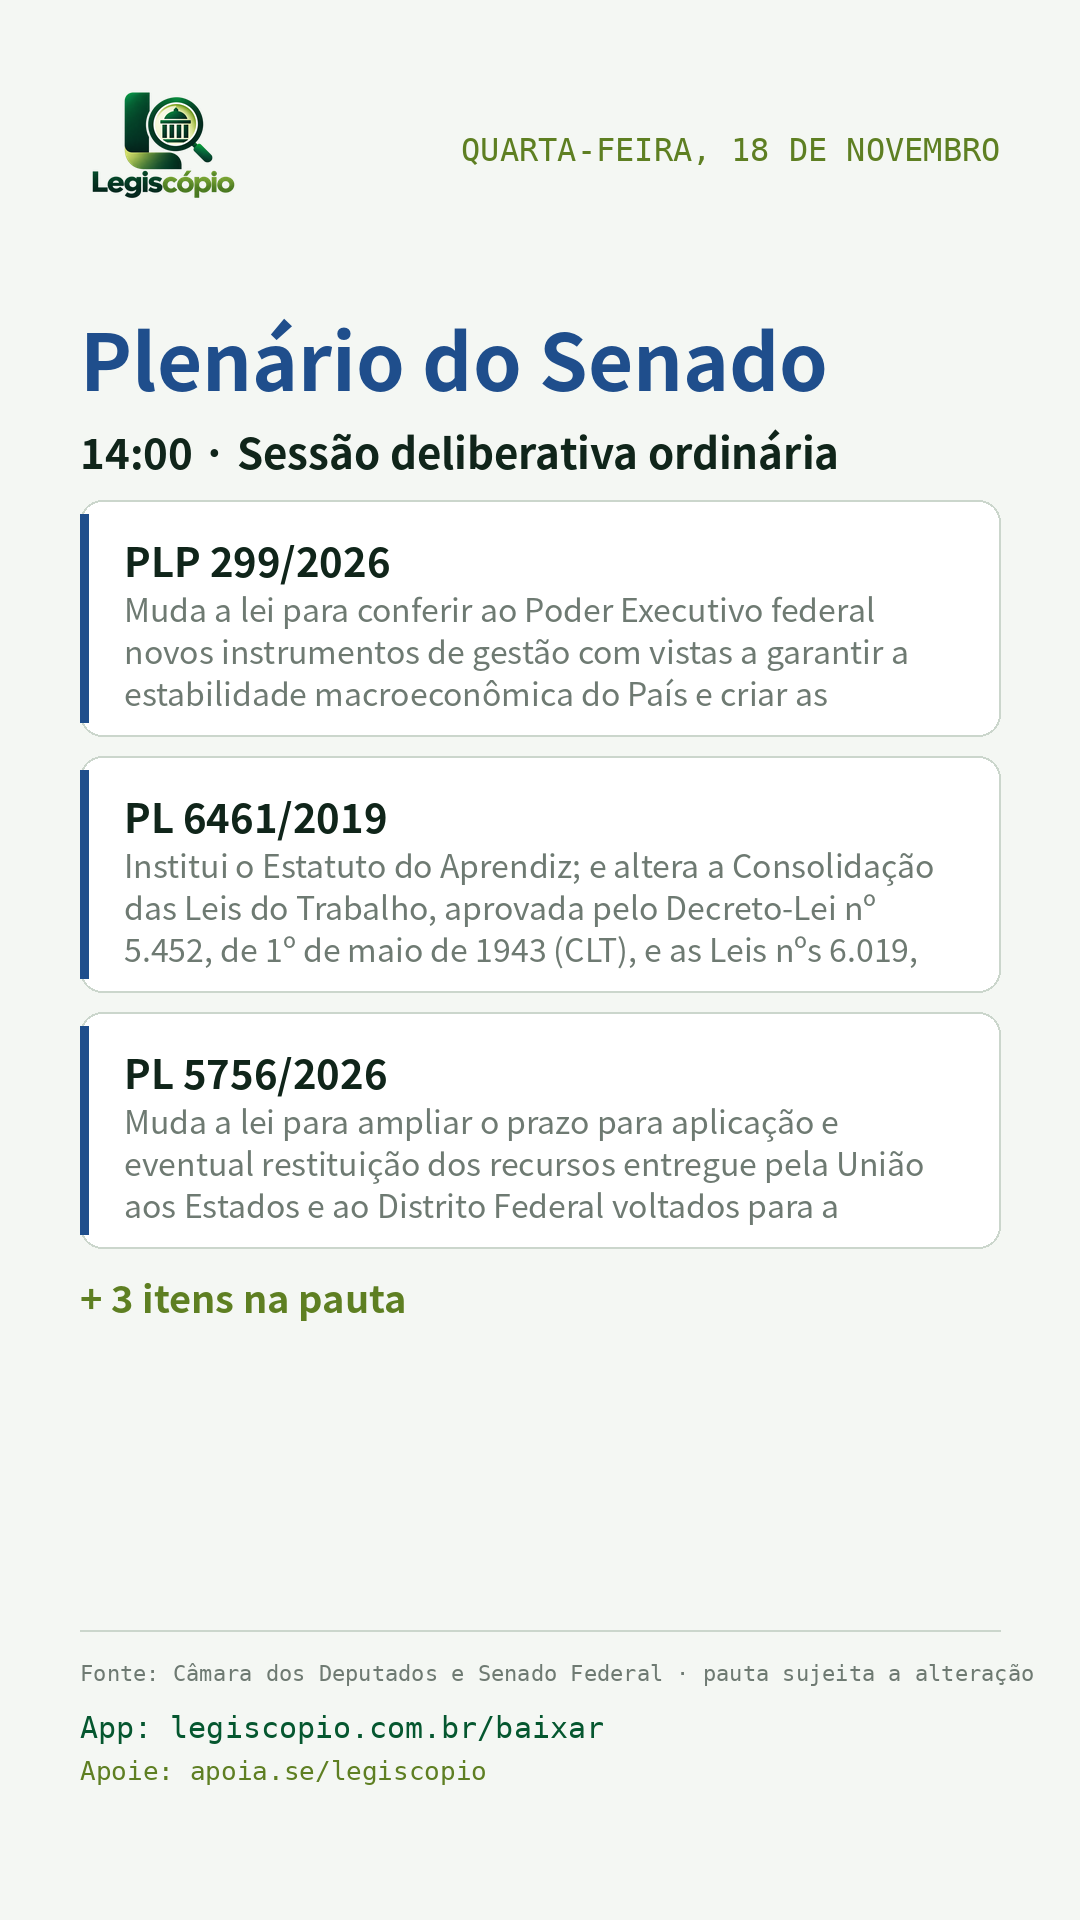 Legiscópio
QUARTA-FEIRA, 18 DE NOVEMBRO
Plenário do Senado
14:00 · Sessão deliberativa ordinária
PLP 299/2026
Muda a lei para conferir ao Poder Executivo federal
novos instrumentos de gestão com vistas a garantir a
estabilidade macroeconômica do País e criar as
PL 6461/2019
Institui o Estatuto do Aprendiz; e altera a Consolidação
das Leis do Trabalho, aprovada pelo Decreto-Lei nº
5.452, de 1º de maio de 1943 (CLT), e as Leis nºs 6.019,
PL 5756/2026
Muda a lei para ampliar o prazo para aplicação e
eventual restituição dos recursos entregue pela União
aos Estados e ao Distrito Federal voltados para a
+ 3 itens na pauta
Fonte: Câmara dos Deputados e Senado Federal · pauta sujeita a alteração
App: legiscopio.com.br/baixar
Apoie: apoia.se/legiscopio